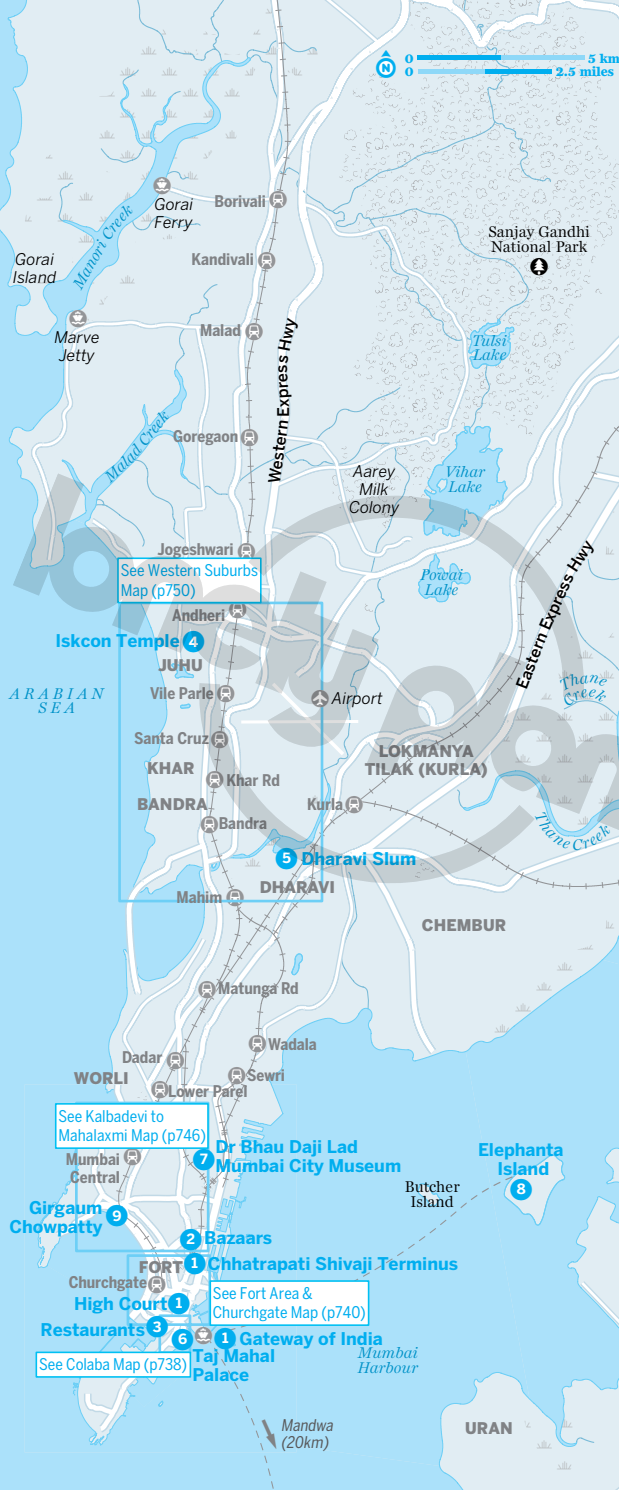 0 5 km
0 2.5 miles
N
Gorai
Ferry
Borivali
Sanjay Gandhi
National Park
Manori Creek
Gorai
Island
Kandivali
Marve
Jetty
Malad
Western Express Hwy
Tulsi
Lake
Malad Creek
Goregaon
Aarey
Milk
Colony
Vihar
Lake
Jogeshwari
See Western Suburbs
Map (p750)
Powai
Lake
Eastern Express Hwy
Andheri
Iskcon Temple 4
JUHU
ARABIAN
SEA
Vile Parle
Airport
Thane
Creek
Santa Cruz
LOKMANYA
TILAK (KURLA)
KHAR
Khar Rd
BANDRA
Kurla
Bandra
Thane Creek
5 Dharavi Slum
DHARAVI
Mahim
CHEMBUR
Matunga Rd
Wadala
Dadar
WORLI
Sewri
Lower Parel
See Kalbadevi to
Mahalaxmi Map (p746)
7 Dr Bhau Daji Lad
Mumbai City Museum
Mumbai
Central
Elephanta
Island
8
Butcher
Island
Girgaum
Chowpatty
9
2 Bazaars
FORT
1 Chhatrapati Shivaji Terminus
Churchgate
See Fort Area &
Churchgate Map (p740)
High Court 1
Restaurants 3
6 Taj Mahal
Palace
1 Gateway of India
See Colaba Map (p738)
Mumbai
Harbour
Mandwa
(20km)
URAN
lonely plan